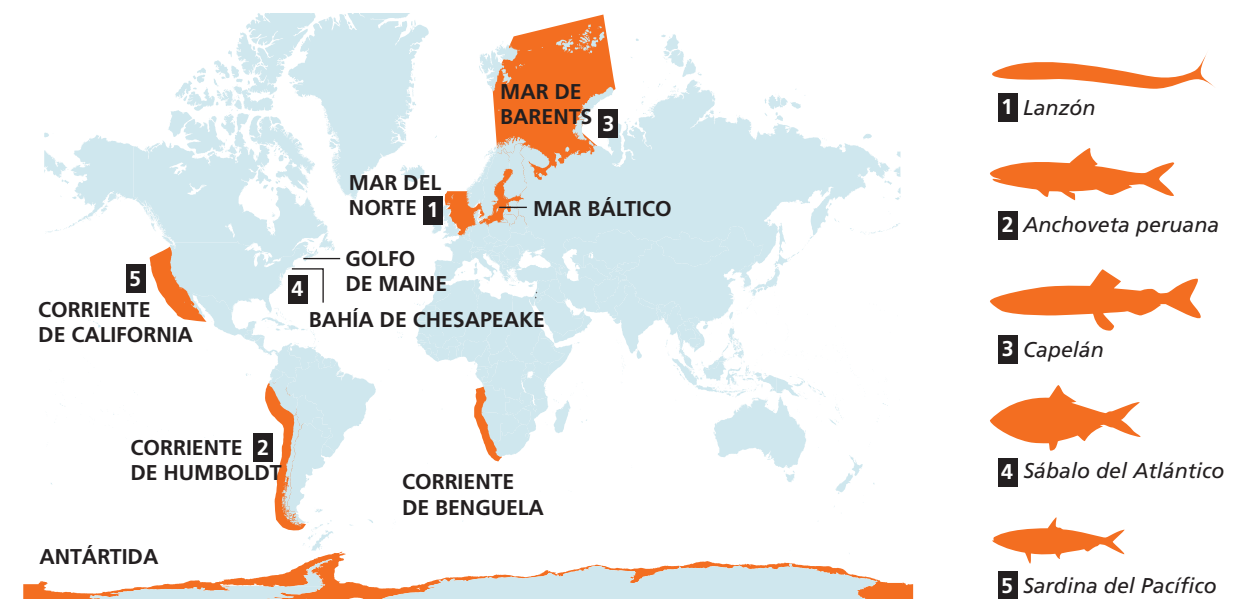 MAR DE
BARENTS 3
MAR DEL
NORTE 1
MAR BÁLTICO
5
CORRIENTE
DE CALIFORNIA
GOLFO
DE MAINE
4
BAHÍA DE CHESAPEAKE
CORRIENTE 2
DE HUMBOLDT
CORRIENTE
DE BENGUELA
ANTÁRTIDA
1 Lanzón
2 Anchoveta peruana
3 Capelán
4 Sábalo del Atlántico
5 Sardina del Pacífico